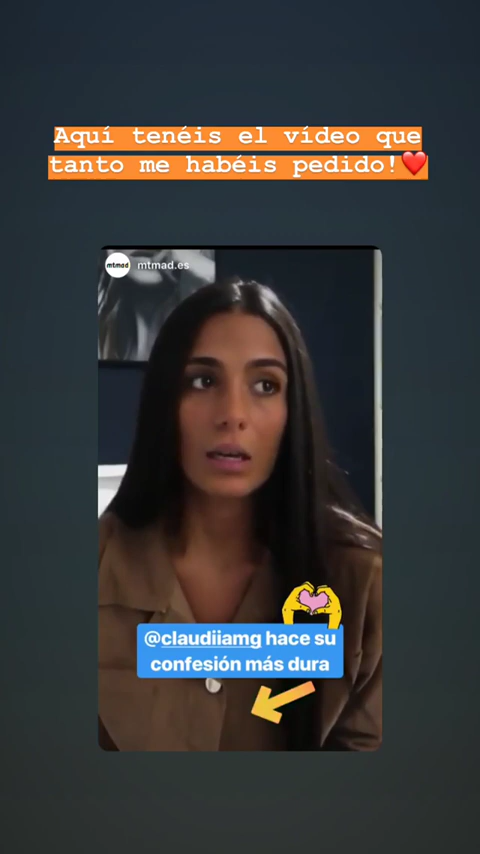 Aquí tenéis el vídeo que
tanto me habéis pedido!❤️
mtmad mtmad.es
@claudiiamg hace su
confesión más dura